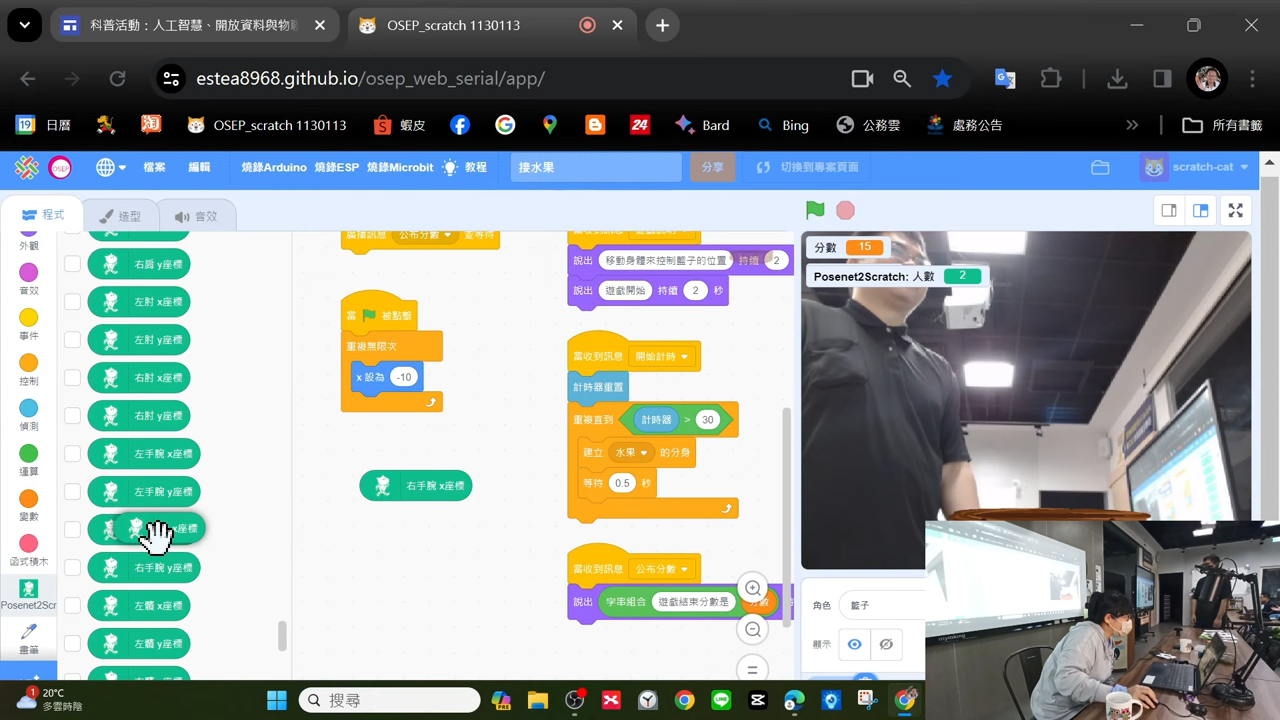 科普活動：人工智慧、開放資料與物聯
OSEP_scratch 1130113
estea8968.github.io/osep_web_serial/app/
19
日曆
淘
OSEP_scratch 1130113
蝦皮
24
Bard
Bing
公務雲
處務公告
所有書籤
OSEP
檔案
編輯
燒錄Arduino
燒錄ESP
燒錄Microbit
教程
接水果
分享
切換到專案頁面
scratch-cat
程式
造型
音效
外觀
音效
事件
控制
偵測
運算
變數
函式積木
Posenet2Scr
畫筆
右肩 y座標
左肘 x座標
左肘 y座標
右肘 x座標
右肘 y座標
左手腕 x座標
左手腕 y座標
座標
右手腕 y座標
左髖 x座標
左髖 y座標
廣播訊息 公布分數 並等待
當 被點擊
重複無限次
x 設為 -10
右手腕 x座標
說出 移動身體來控制籃子的位置 持續 2
說出 遊戲開始 持續 2 秒
當收到訊息 開始計時
計時器重置
重複直到 計時器 > 30
建立 水果 的分身
等待 0.5 秒
當收到訊息 公布分數
說出 字串組合 遊戲結束分數是 分數
分數 15
Posenet2Scratch: 人數 2
角色 籃子
顯示
1
20°C
多雲時陰
搜尋